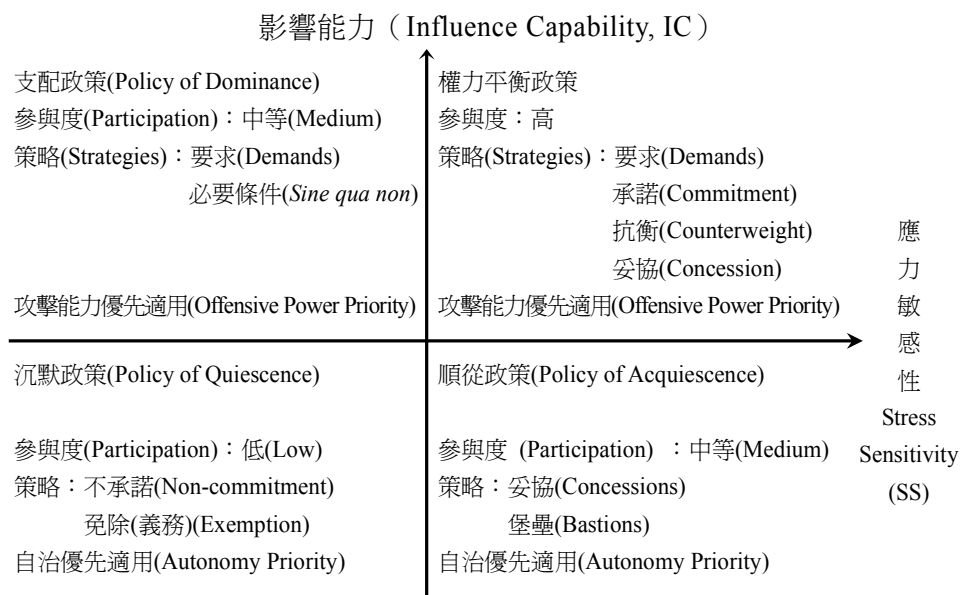 影響能力（Influence Capability, IC）
支配政策(Policy of Dominance)
參與度(Participation)：中等(Medium)
策略(Strategies)：要求(Demands)
必要條件(Sine qua non)
攻擊能力優先適用(Offensive Power Priority)
權力平衡政策
參與度：高
策略(Strategies)：要求(Demands)
承諾(Commitment)
抗衡(Counterweight)
妥協(Concession)
攻擊能力優先適用(Offensive Power Priority)
應
力
敏
感
性
Stress
Sensitivity
(SS)
沉默政策(Policy of Quiescence)
參與度(Participation)：低(Low)
策略：不承諾(Non-commitment)
免除(義務)(Exemption)
自治優先適用(Autonomy Priority)
順從政策(Policy of Acquiescence)
參與度 (Participation) ：中等(Medium)
策略：妥協(Concessions)
堡壘(Bastions)
自治優先適用(Autonomy Priority)